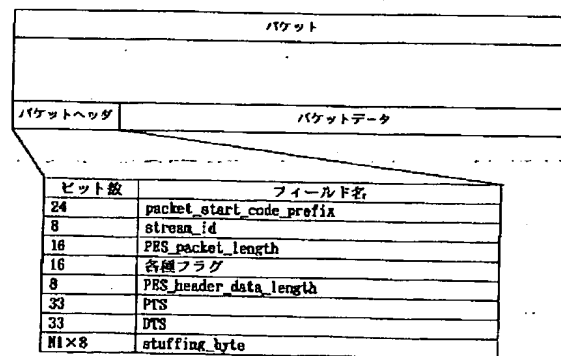 パケット
パケットヘッダ パケットデータ
ビット数 フィールド名
24 packet_start_code_prefix
8 stream_id
16 PES_packet_length
16 各種フラグ
8 PES_header_data_length
33 PTS
33 DTS
N1×8 stuffing_byte